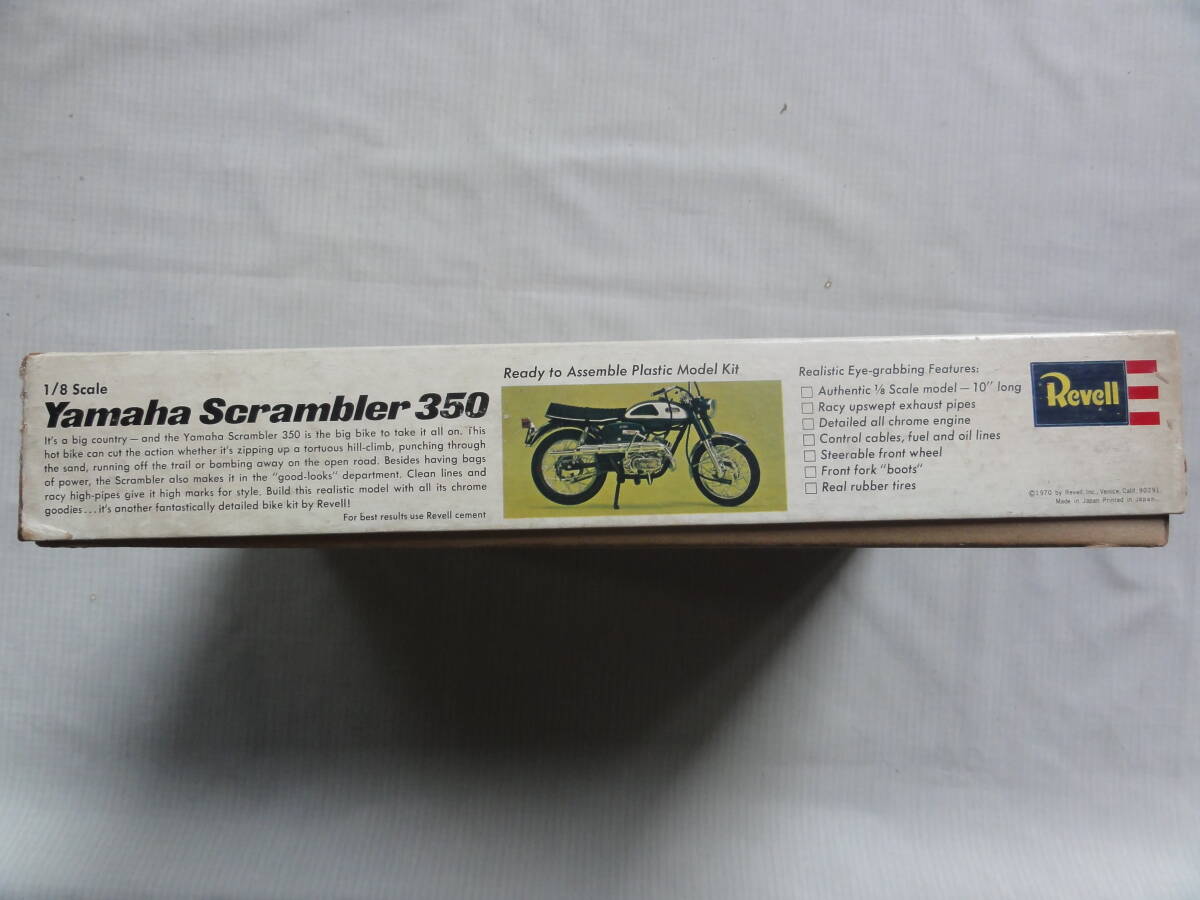 1/8 Scale
Yamaha Scrambler 350
It's a big country — and the Yamaha Scrambler 350 is the big bike to take it all on. This
hot bike can cut the action whether it's zipping up a tortuous hill-climb, punching through
the sand, running off the trail or bombing away on the open road. Besides having bags
of power, the Scrambler also makes it in the "good-looks" department. Clean lines and
racy high-pipes give it high marks for style. Build this realistic model with all its chrome
goodies...it's another fantastically detailed bike kit by Revell!
For best results use Revell cement
Ready to Assemble Plastic Model Kit
Realistic Eye-grabbing Features:
Authentic ⅛ Scale model — 10" long
Racy upswept exhaust pipes
Detailed all chrome engine
Control cables, fuel and oil lines
Steerable front wheel
Front fork "boots"
Real rubber tires
Revell
©1970 by Revell, Inc., Venice, Calif. 90291
Made in Japan Printed in Japan